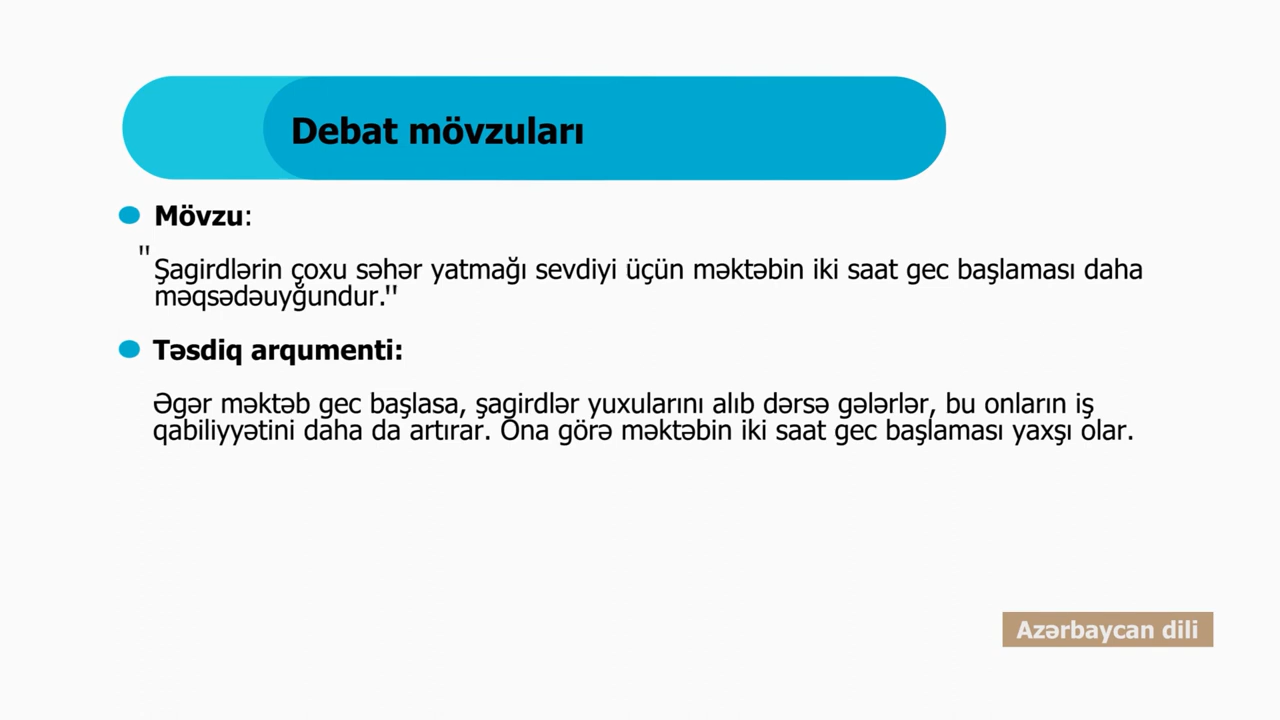 Debat mövzuları
Mövzu:
"Şagirdlərin çoxu səhər yatmağı sevdiyi üçün məktəbin iki saat gec başlaması daha
məqsədəuyğundur."
Təsdiq arqumenti:
Əgər məktəb gec başlasa, şagirdlər yuxularını alıb dərsə gələrlər, bu onların iş
qabiliyyətini daha da artırar. Ona görə məktəbin iki saat gec başlaması yaxşı olar.
Azərbaycan dili